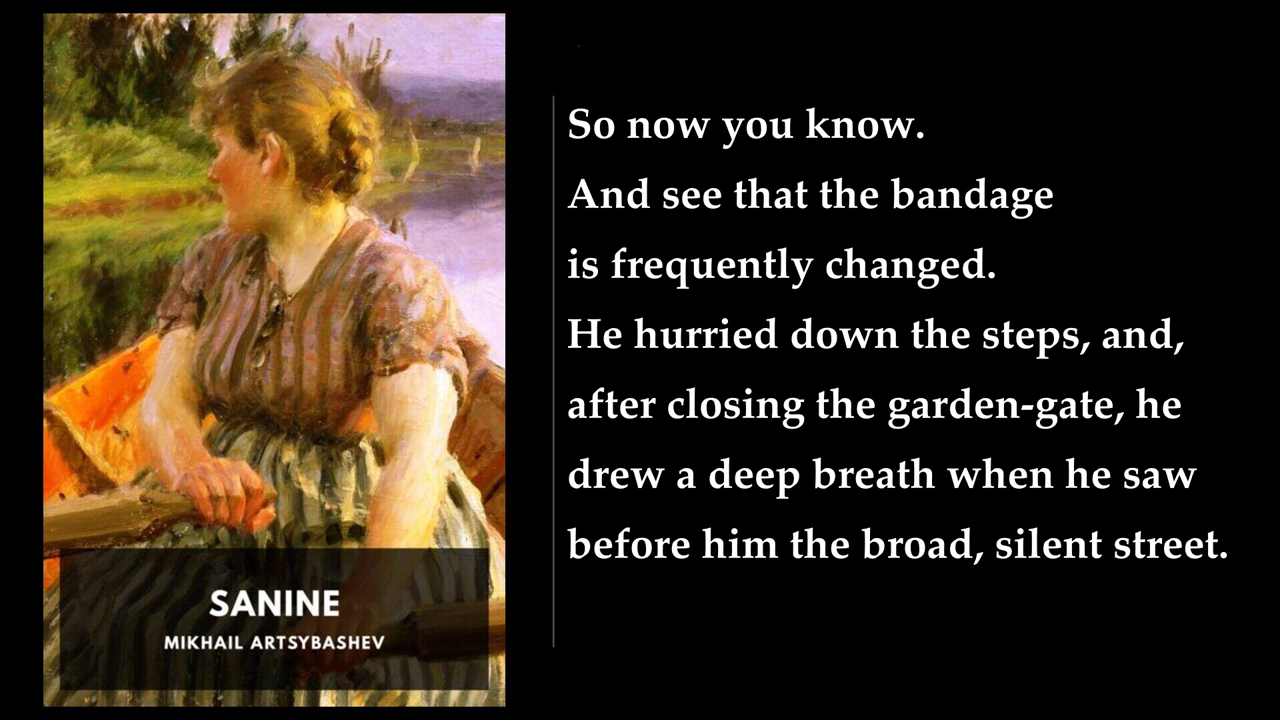 So now you know.
And see that the bandage
is frequently changed.
He hurried down the steps, and,
after closing the garden-gate, he
drew a deep breath when he saw
before him the broad, silent street.
SANINE
MIKHAIL ARTSYBASHEV